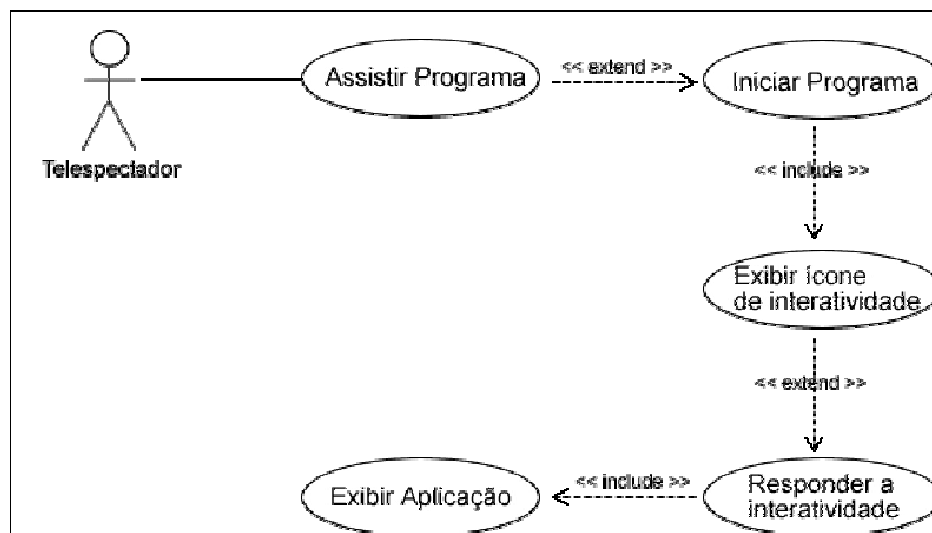 Assistir Programa
<< extend >>
Iniciar Programa
Telespectador
<< include >>
Exibir ícone
de interatividade
<< extend >>
Exibir Aplicação
<< include >>
Responder a
interatividade